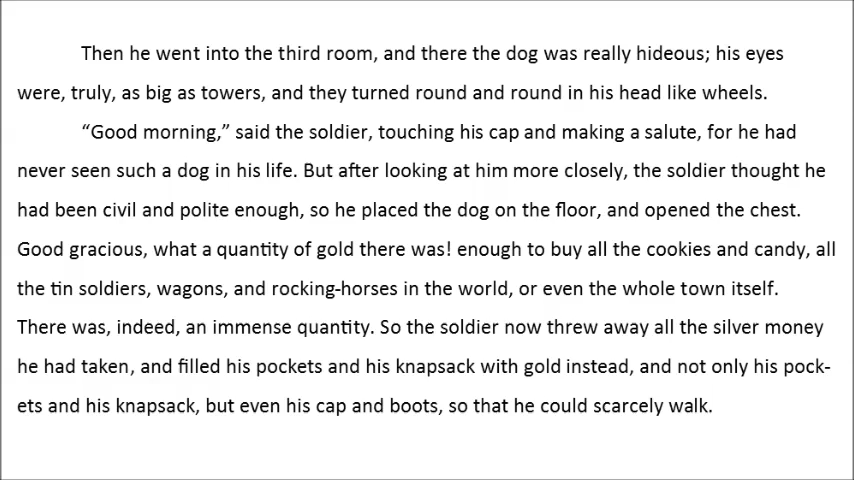 Then he went into the third room, and there the dog was really hideous; his eyes
were, truly, as big as towers, and they turned round and round in his head like wheels.
“Good morning,” said the soldier, touching his cap and making a salute, for he had
never seen such a dog in his life. But after looking at him more closely, the soldier thought he
had been civil and polite enough, so he placed the dog on the floor, and opened the chest.
Good gracious, what a quantity of gold there was! enough to buy all the cookies and candy, all
the tin soldiers, wagons, and rocking-horses in the world, or even the whole town itself.
There was, indeed, an immense quantity. So the soldier now threw away all the silver money
he had taken, and filled his pockets and his knapsack with gold instead, and not only his pock-
ets and his knapsack, but even his cap and boots, so that he could scarcely walk.